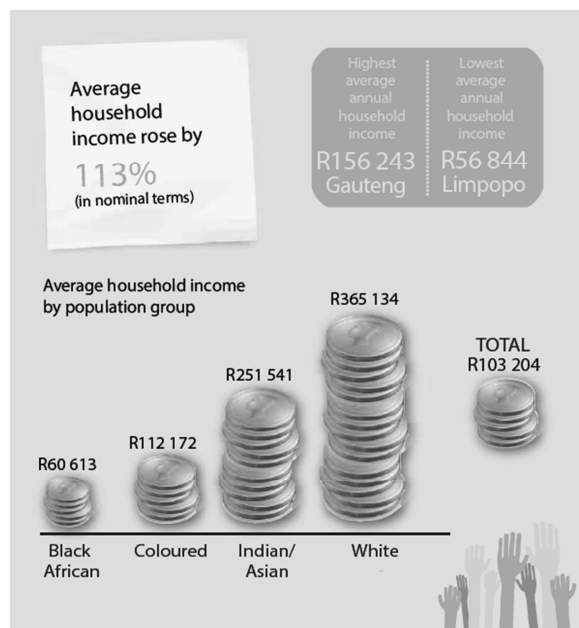 Average
household
income rose by
113%
(in nominal terms)
Highest
average
annual
household
income
R156 243
Gauteng
Lowest
average
annual
household
income
R56 844
Limpopo
Average household income
by population group
R60 613
R112 172
R251 541
R365 134
TOTAL
R103 204
Black
African
Coloured
Indian/
Asian
White